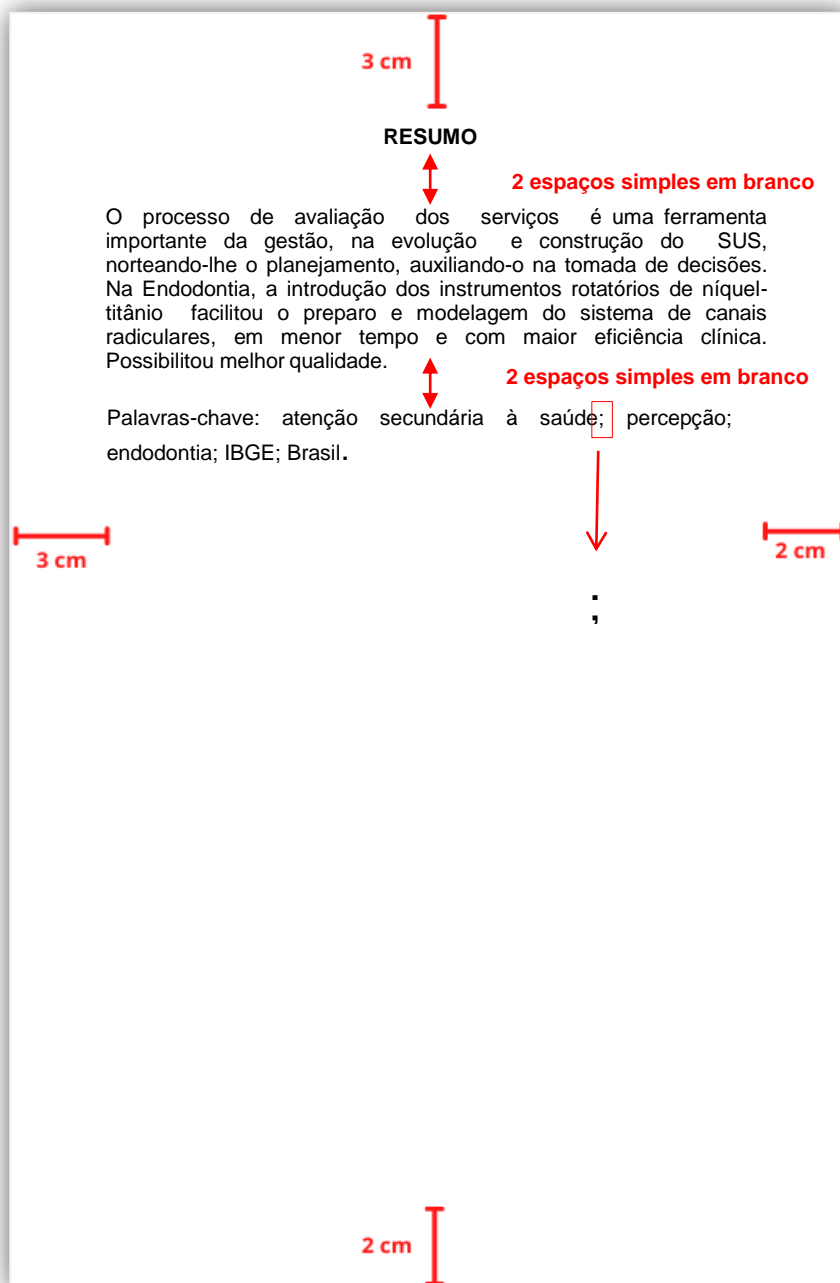 3 cm
RESUMO
2 espaços simples em branco
O processo de avaliação dos serviços é uma ferramenta
importante da gestão, na evolução e construção do SUS,
norteando-lhe o planejamento, auxiliando-o na tomada de decisões.
Na Endodontia, a introdução dos instrumentos rotatórios de níquel-
titânio facilitou o preparo e modelagem do sistema de canais
radiculares, em menor tempo e com maior eficiência clínica.
Possibilitou melhor qualidade.
2 espaços simples em branco
Palavras-chave: atenção secundária à saúde; percepção;
endodontia; IBGE; Brasil.
3 cm
2 cm
;
2 cm